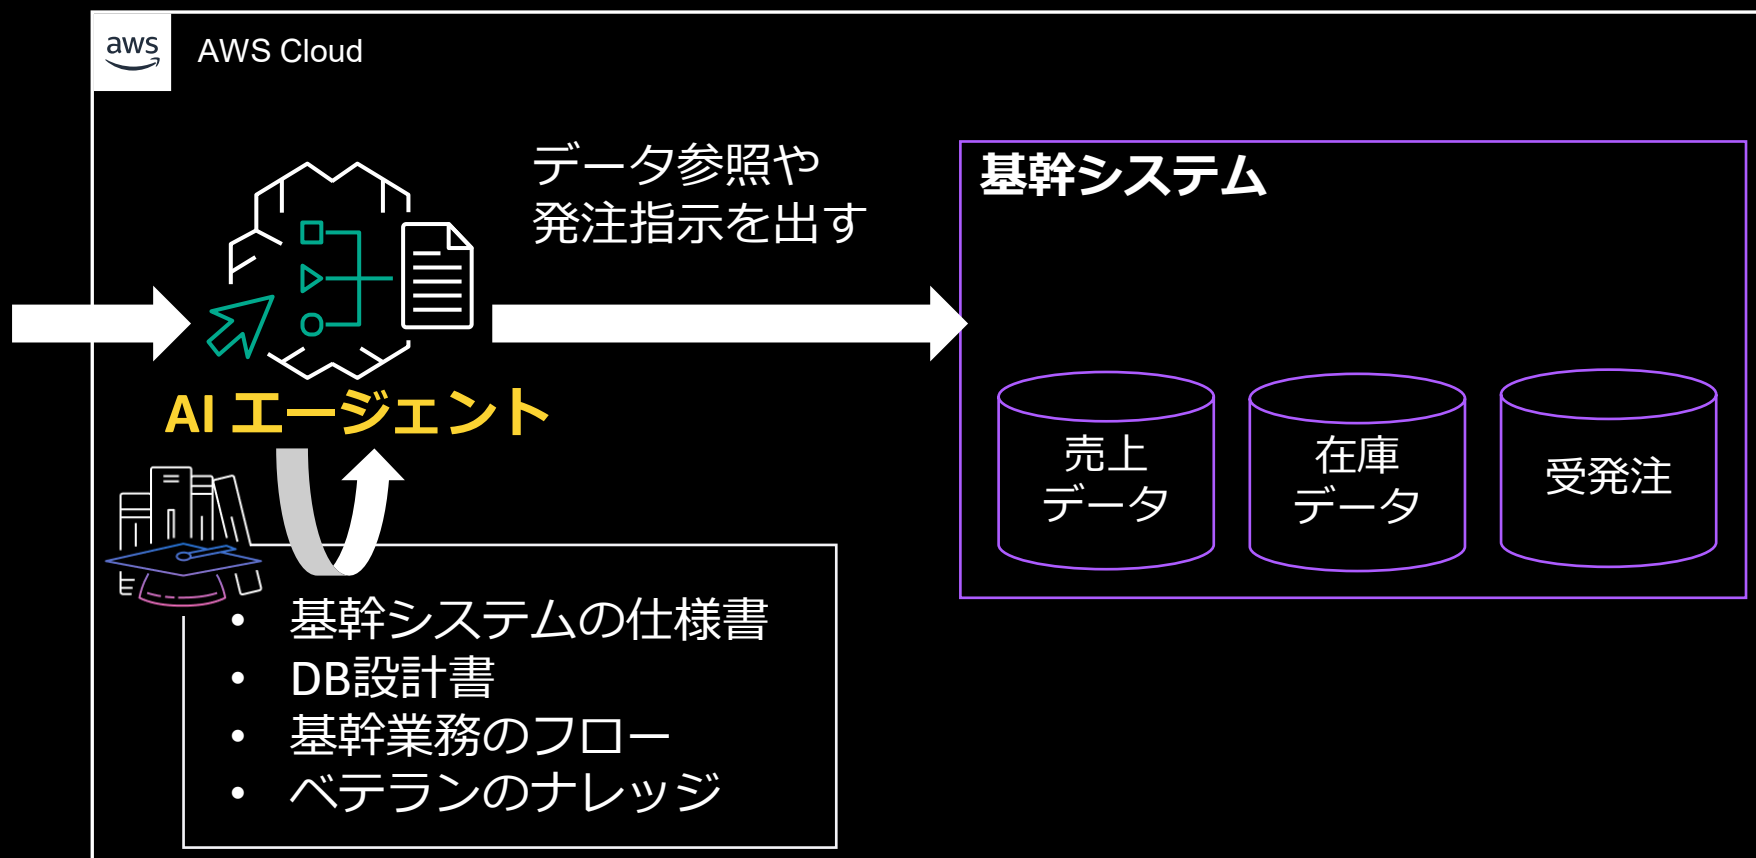 aws
AWS Cloud
データ参照や
発注指示を出す
基幹システム
AI エージェント
売上
データ
在庫
データ
受発注
• 基幹システムの仕様書
• DB設計書
• 基幹業務のフロー
• ベテランのナレッジ